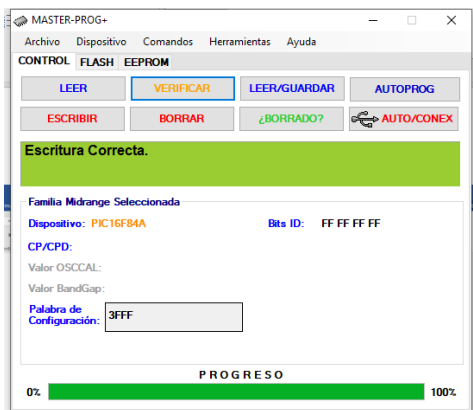 MASTER-PROG+
Archivo Dispositivo Comandos Herramientas Ayuda
CONTROL FLASH EEPROM
LEER VERIFICAR LEER/GUARDAR AUTOPROG
ESCRIBIR BORRAR ¿BORRADO? AUTO/CONEX
Escritura Correcta.
Familia Midrange Seleccionada
Dispositivo: PIC16F84A Bits ID: FF FF FF FF
CP/CPD:
Valor OSCCAL:
Valor BandGap:
Palabra de
Configuración: 3FFF
PROGRESO
0% 100%